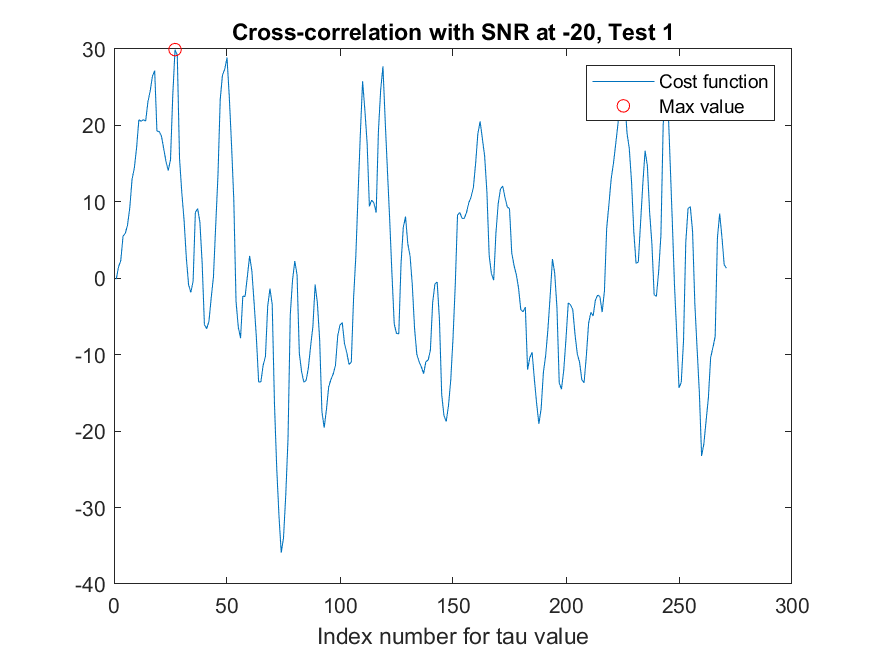 Cross-correlation with SNR at -20, Test 1
30
20
10
0
-10
-20
-30
-40
Cost function
Max value
0 50 100 150 200 250 300
Index number for tau value